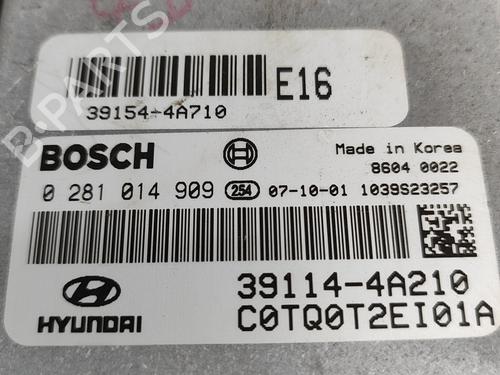 E16
39154-4A710
BOSCH
Made in Korea
8604 0022
0 281 014 909 254 07-10-01 1039S23257
39114-4A210
HYUNDAI
C0TQ0T2EI01A
B-PARTS